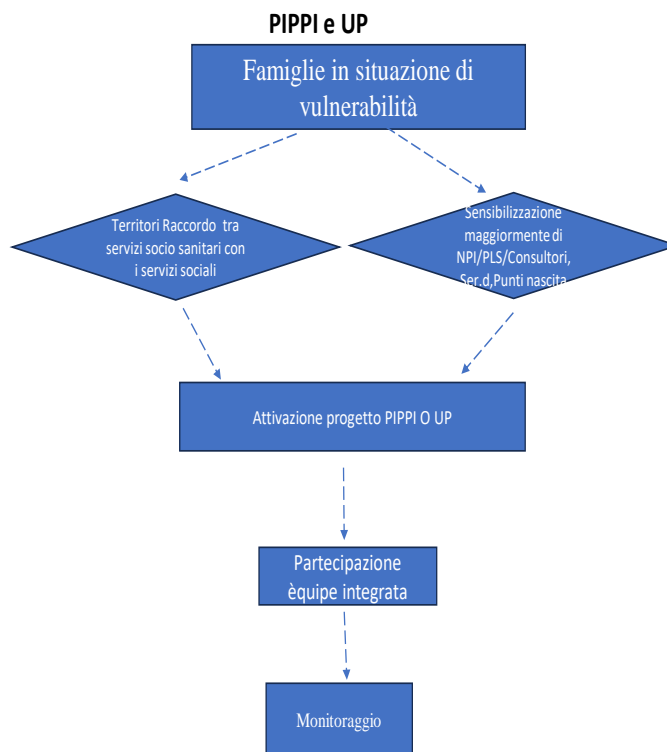 PIPPI e UP
Famiglie in situazione di
vulnerabilità
Territori Raccordo tra
servizi socio sanitari con
i servizi sociali
Sensibilizzazione
maggiormente di
NPI/PLS/Consultori,
Ser.d,Punti nascita
Attivazione progetto PIPPI O UP
Partecipazione
èquipe integrata
Monitoraggio